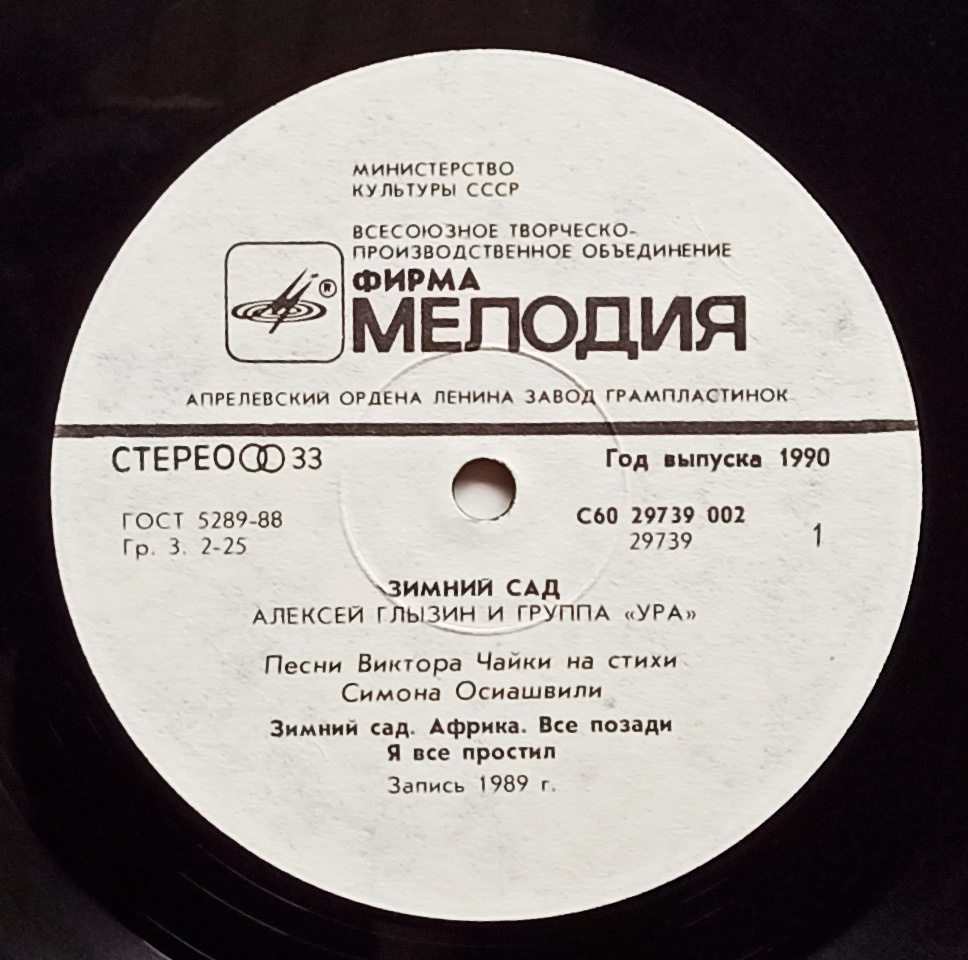 МИНИСТЕРСТВО
КУЛЬТУРЫ СССР
ВСЕСОЮЗНОЕ ТВОРЧЕСКО-
ПРОИЗВОДСТВЕННОЕ ОБЪЕДИНЕНИЕ
ФИРМА
®
МЕЛОДИЯ
АПРЕЛЕВСКИЙ ОРДЕНА ЛЕНИНА ЗАВОД ГРАМПЛАСТИНОК
СТЕРЕО 33
Год выпуска 1990
ГОСТ 5289-88
Гр. 3. 2-25
С60 29739 002
29739
1
ЗИМНИЙ САД
АЛЕКСЕЙ ГЛЫЗИН И ГРУППА «УРА»
Песни Виктора Чайки на стихи
Симона Осиашвили
Зимний сад. Африка. Все позади
Я все простил
Запись 1989 г.